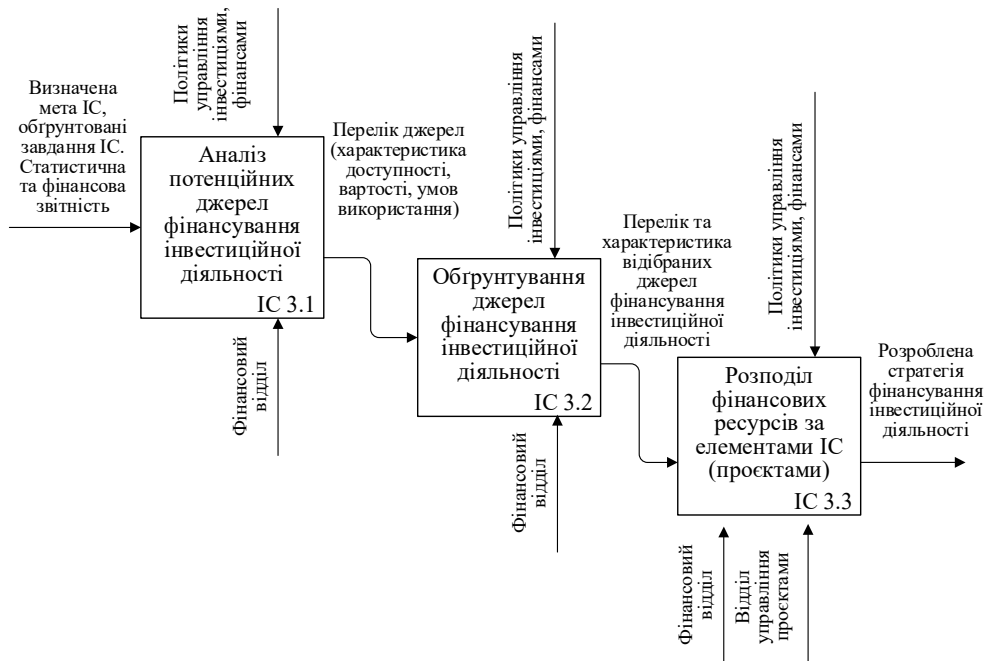 Визначена
мета ІС,
обґрунтовані
завдання ІС.
Статистична
та фінансова
звітність
Політики
управління
інвестиціями,
фінансами
Аналіз
потенційних
джерел
фінансування
інвестиційної
діяльності
ІС 3.1
Фінансовий
відділ
Перелік джерел
(характеристика
доступності,
вартості, умов
використання)
Політики управління
інвестиціями, фінансами
Обґрунтування
джерел
фінансування
інвестиційної
діяльності
ІС 3.2
Фінансовий
відділ
Перелік та
характеристика
відібраних
джерел
фінансування
інвестиційної
діяльності
Політики управління
інвестиціями, фінансами
Розподіл
фінансових
ресурсів за
елементами ІС
(проєктами)
ІС 3.3
Фінансовий
відділ
Відділ
управління
проєктами
Розроблена
стратегія
фінансування
інвестиційної
діяльності